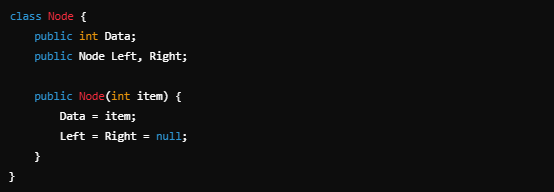 class Node {
    public int Data;
    public Node Left, Right;

    public Node(int item) {
        Data = item;
        Left = Right = null;
    }
}